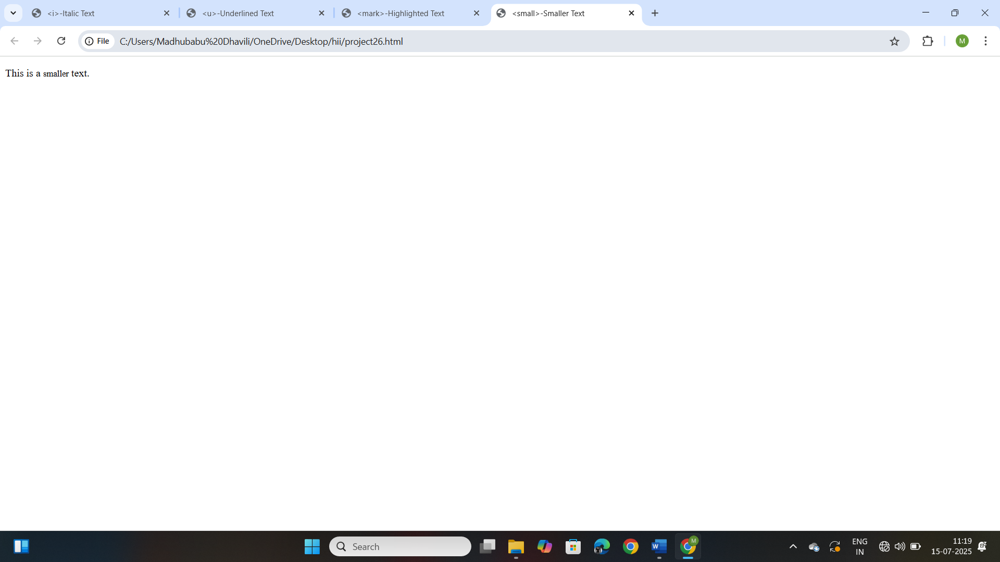 <i>-Italic Text
<u>-Underlined Text
<mark>-Highlighted Text
<small>-Smaller Text
File C:/Users/Madhubabu%20Dhavili/OneDrive/Desktop/hii/project26.html
M
This is a smaller text.
Search
W
M
ENG
IN
11:19
15-07-2025